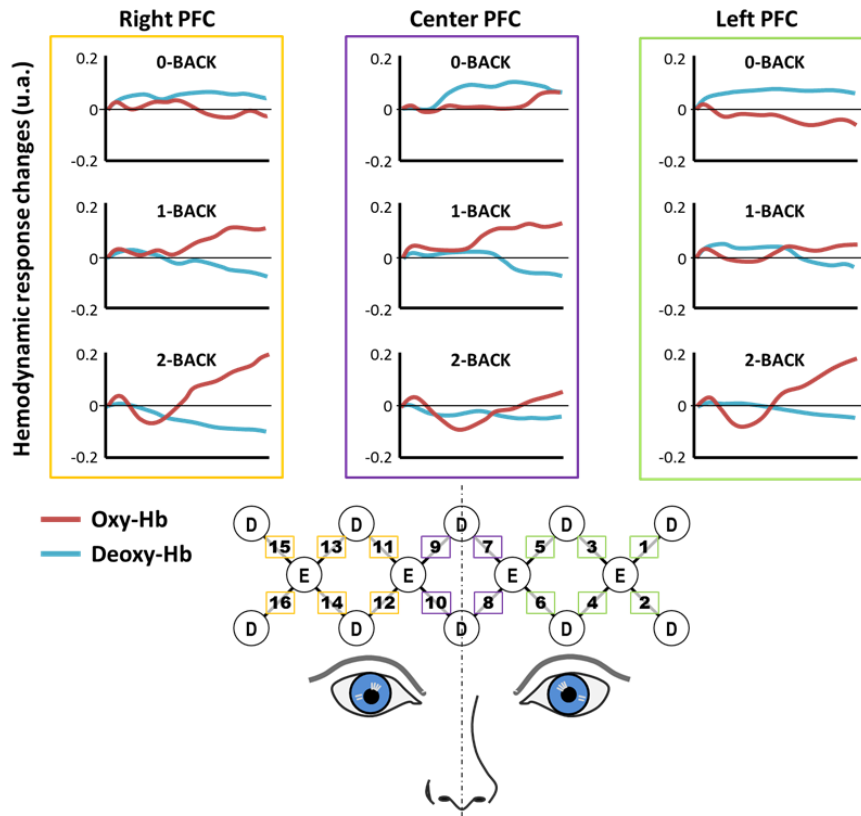 Right PFC
Center PFC
Left PFC
Hemodynamic response changes (u.a.)
0.2
0-BACK
0
-0.2
0.2
1-BACK
0
-0.2
0.2
2-BACK
0
-0.2
0.2
0-BACK
0
-0.2
0.2
1-BACK
0
-0.2
0.2
2-BACK
0
-0.2
0.2
0-BACK
0
-0.2
0.2
1-BACK
0
-0.2
0.2
2-BACK
0
-0.2
Oxy-Hb
Deoxy-Hb
D D D D D
15 13 11 9 7 5 3 1
E E E E
16 14 12 10 8 6 4 2
D D D D D